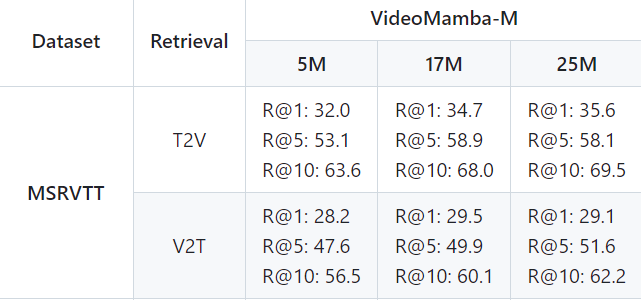 Dataset Retrieval VideoMamba-M
5M 17M 25M
MSRVTT
T2V
R@1: 32.0 R@1: 34.7 R@1: 35.6
R@5: 53.1 R@5: 58.9 R@5: 58.1
R@10: 63.6 R@10: 68.0 R@10: 69.5
V2T
R@1: 28.2 R@1: 29.5 R@1: 29.1
R@5: 47.6 R@5: 49.9 R@5: 51.6
R@10: 56.5 R@10: 60.1 R@10: 62.2